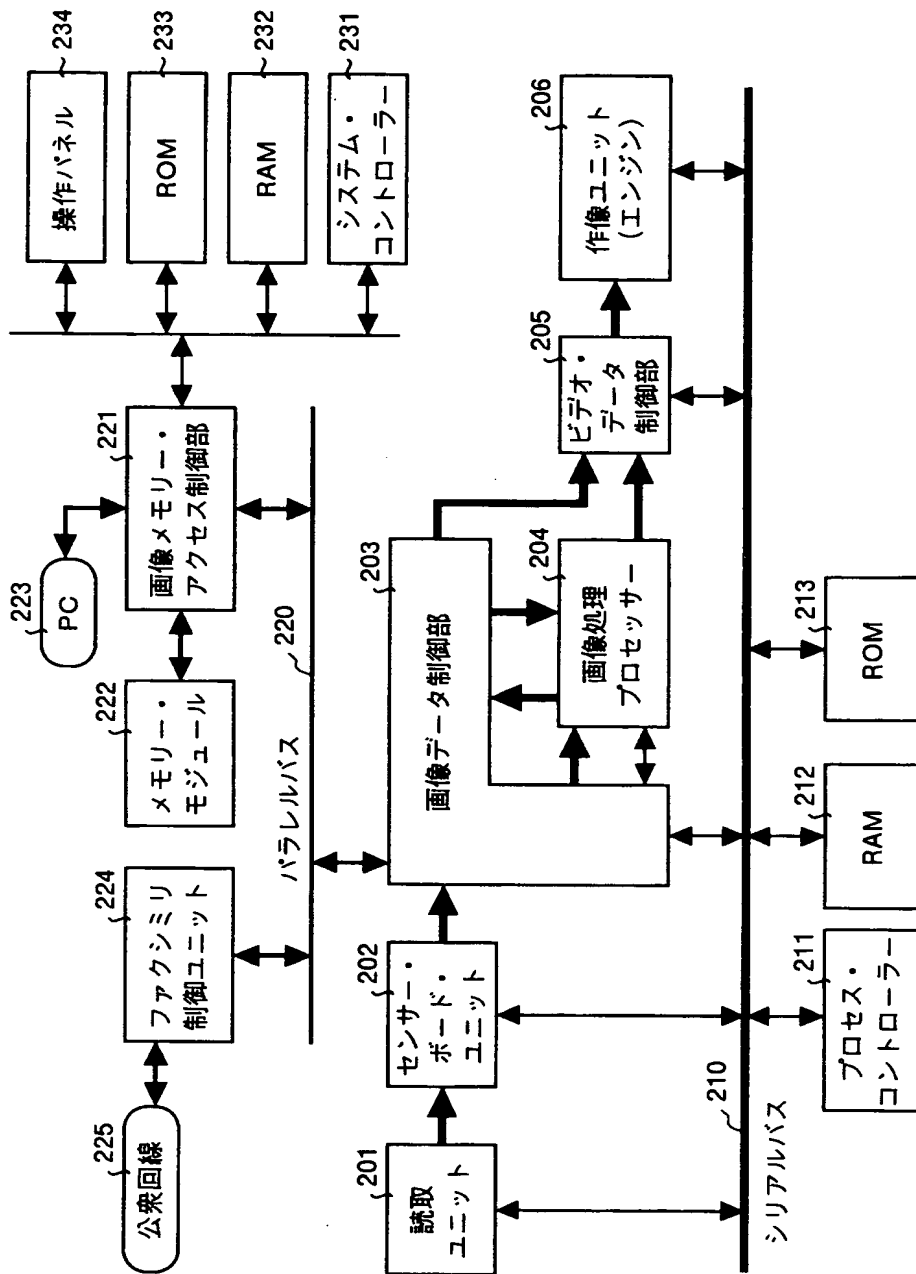 234
操作パネル
233
ROM
232
RAM
231
システム・
コントローラー
221
画像メモリー・
アクセス制御部
223
PC
222
メモリー・
モジュール
224
ファクシミリ
制御ユニット
225
公衆回線
220
パラレルバス
206
作像ユニット
(エンジン)
205
ビデオ・
データ
制御部
203
画像データ制御部
204
画像処理
プロセッサー
202
センサー・
ボード・
ユニット
201
読取
ユニット
210
シリアルバス
211
プロセス・
コントローラー
212
RAM
213
ROM